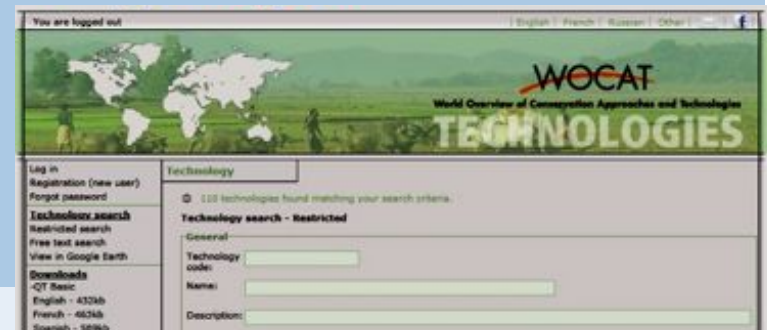 You are logged out
| English | French | Russian | Other |
f
WOCAT
World Overview of Conservation Approaches and Technologies
TECHNOLOGIES
Log in
Registration (new user)
Forgot password
Technology search
Restricted search
Free text search
View in Google Earth
Downloads
-QT Basic
English - 432kb
French - 463kb
Spanish - 589kb
Technology
110 technologies found matching your search criteria.
Technology search - Restricted
General
Technology code:
Name:
Description: